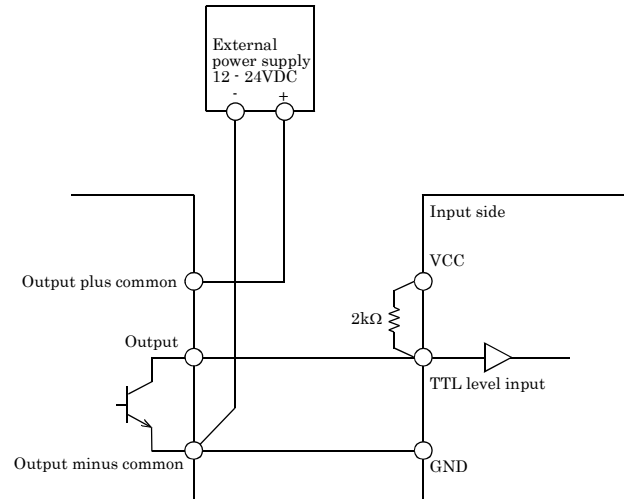 External
power supply
12 - 24VDC
- +
Input side
VCC
Output plus common
2kΩ
Output
TTL level input
Output minus common
GND